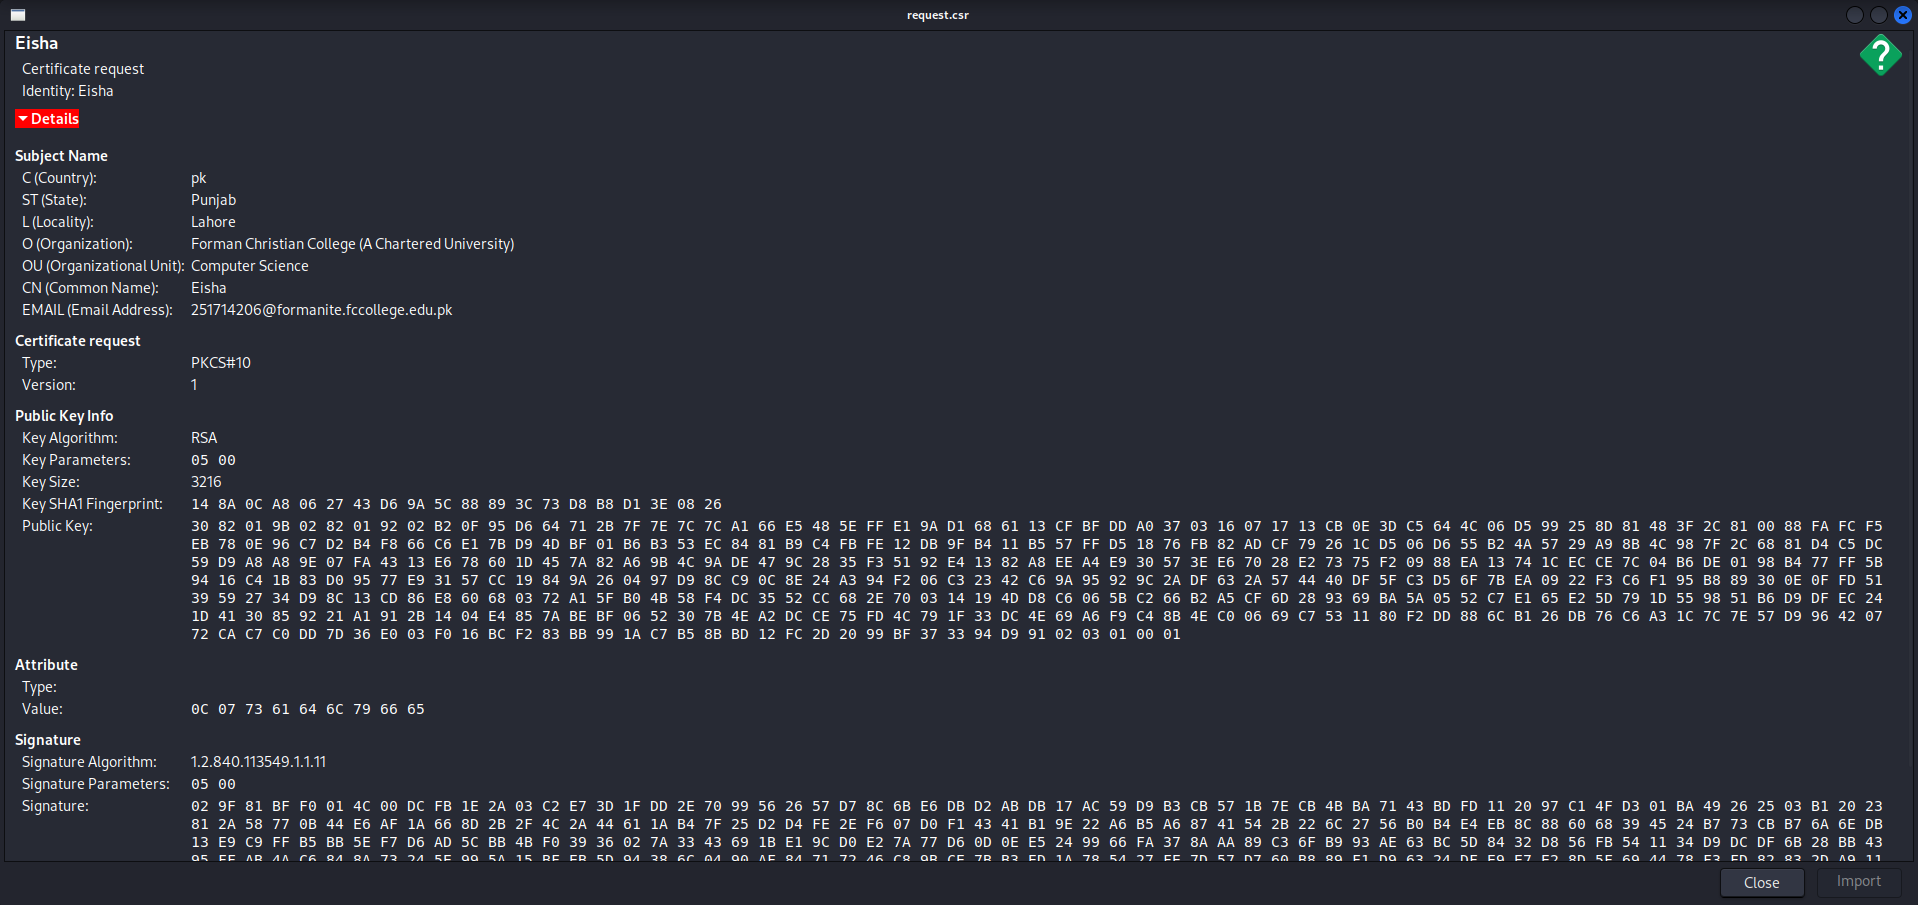 request.csr
Eisha
Certificate request
Identity: Eisha
Details
Subject Name
C (Country): pk
ST (State): Punjab
L (Locality): Lahore
O (Organization): Forman Christian College (A Chartered University)
OU (Organizational Unit): Computer Science
CN (Common Name): Eisha
EMAIL (Email Address): 251714206@formanite.fccollege.edu.pk
Certificate request
Type: PKCS#10
Version: 1
Public Key Info
Key Algorithm: RSA
Key Parameters: 05 00
Key Size: 3216
Key SHA1 Fingerprint: 14 8A 0C A8 06 27 43 D6 9A 5C 88 89 3C 73 D8 B8 D1 3E 08 26
Public Key: 30 82 01 9B 02 82 01 92 02 B2 0F 95 D6 64 71 2B 7F 7E 7C 7C A1 66 E5 48 5E FF E1 9A D1 68 61 13 CF BF DD A0 37 03 16 07 17 13 CB 0E 3D C5 64 4C 06 D5 99 25 8D 81 48 3F 2C 81 00 88 FA FC F5
EB 78 0E 96 C7 D2 B4 F8 66 C6 E1 7B D9 4D BF 01 B6 B3 53 EC 84 81 B9 C4 FB FE 12 DB 9F B4 11 B5 57 FF D5 18 76 FB 82 AD CF 79 26 1C D5 06 D6 55 B2 4A 57 29 A9 8B 4C 98 7F 2C 68 81 D4 C5 DC
59 D9 A8 A8 9E 07 FA 43 13 E6 78 60 1D 45 7A 82 A6 9B 4C 9A DE 47 9C 28 35 F3 51 92 E4 13 82 A8 EE A4 E9 30 57 3E E6 70 28 E2 73 75 F2 09 88 EA 13 74 1C EC CE 7C 04 B6 DE 01 98 B4 77 FF 5B
94 16 C4 1B 83 D0 95 77 E9 31 57 CC 19 84 9A 26 04 97 D9 8C C9 0C 8E 24 A3 94 F2 06 C3 23 42 C6 9A 95 92 9C 2A DF 63 2A 57 44 40 DF 5F C3 D5 6F 7B EA 09 22 F3 C6 F1 95 B8 89 30 0E 0F FD 51
39 59 27 34 D9 8C 13 CD 86 E8 60 68 03 72 A1 5F B0 4B 58 F4 DC 35 52 CC 68 2E 70 03 14 19 4D D8 C6 06 5B C2 66 B2 A5 CF 6D 28 93 69 BA 5A 05 52 C7 E1 65 E2 5D 79 1D 55 98 51 B6 D9 DF EC 24
1D 41 30 85 92 21 A1 91 2B 14 04 E4 85 7A BE BF 06 52 30 7B 4E A2 DC CE 75 FD 4C 79 1F 33 DC 4E 69 A6 F9 C4 8B 4E C0 06 69 C7 53 11 80 F2 DD 88 6C B1 26 DB 76 C6 A3 1C 7C 7E 57 D9 96 42 07
72 CA C7 C0 DD 7D 36 E0 03 F0 16 BC F2 83 BB 99 1A C7 B5 8B BD 12 FC 2D 20 99 BF 37 33 94 D9 91 02 03 01 00 01
Attribute
Type:
Value: 0C 07 73 61 64 6C 79 66 65
Signature
Signature Algorithm: 1.2.840.113549.1.1.11
Signature Parameters: 05 00
Signature: 02 9F 81 BF F0 01 4C 00 DC FB 1E 2A 03 C2 E7 3D 1F DD 2E 70 99 56 26 57 D7 8C 6B E6 DB D2 AB DB 17 AC 59 D9 B3 CB 57 1B 7E CB 4B BA 71 43 BD FD 11 20 97 C1 4F D3 01 BA 49 26 25 03 B1 20 23
81 2A 58 77 0B 44 E6 AF 1A 66 8D 2B 2F 4C 2A 44 61 1A B4 7F 25 D2 D4 FE 2E F6 07 D0 F1 43 41 B1 9E 22 A6 B5 A6 87 41 54 2B 22 6C 27 56 B0 B4 E4 EB 8C 88 60 68 39 45 24 B7 73 CB B7 6A 6E DB
13 E9 C9 FF B5 BB 5E F7 D6 AD 5C BB 4B F0 39 36 02 7A 33 43 69 1B E1 9C D0 E2 7A 77 D6 0D 0E E5 24 99 66 FA 37 8A AA 89 C3 6F B9 93 AE 63 BC 5D 84 32 D8 56 FB 54 11 34 D9 DC DF 6B 28 BB 43
Close
Import